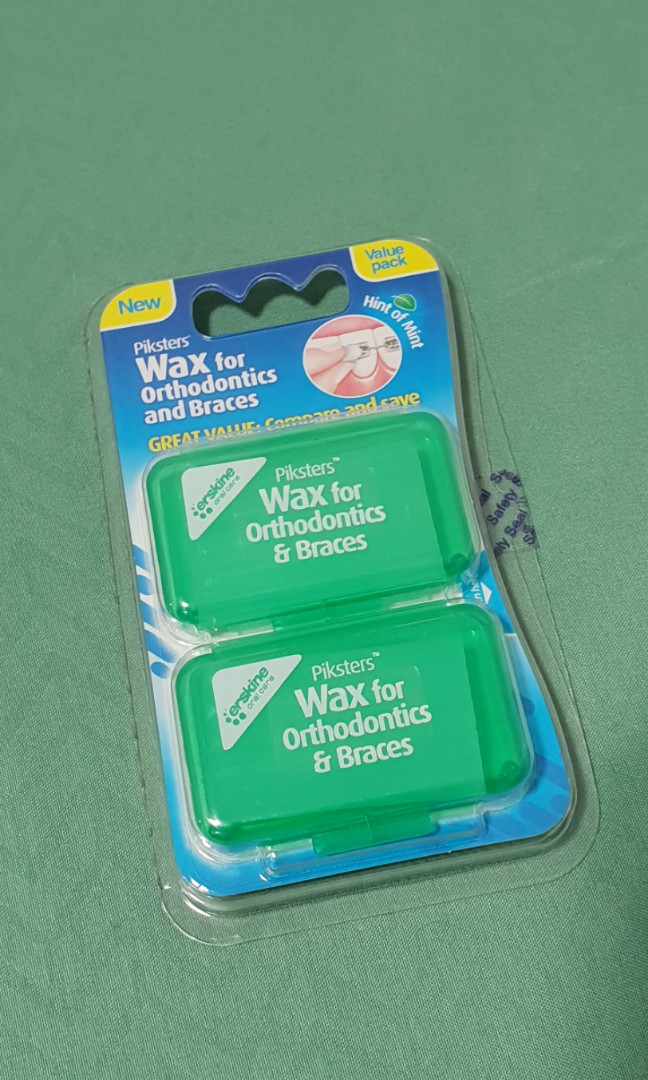 New
Value
pack
Hint of Mint
Piksters
Wax for
Orthodontics
and Braces
GREAT VALUE: Compare and save
erskine
oral care
Piksters™
Wax for
Orthodontics
& Braces
Safety
Seal
erskine
oral care
Piksters™
Wax for
Orthodontics
& Braces